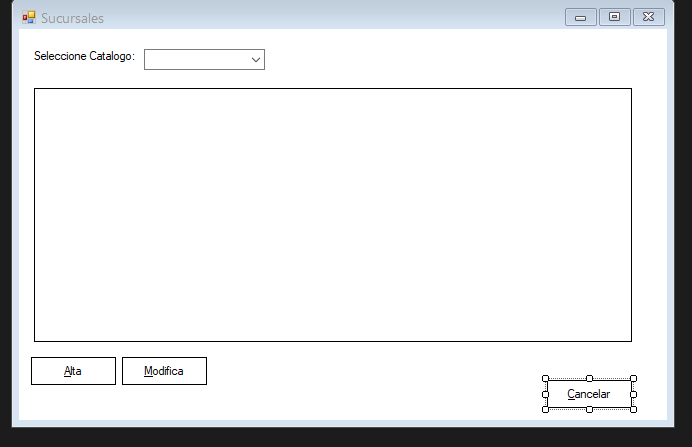 Sucursales
Seleccione Catalogo:
Alta
Modifica
Cancelar